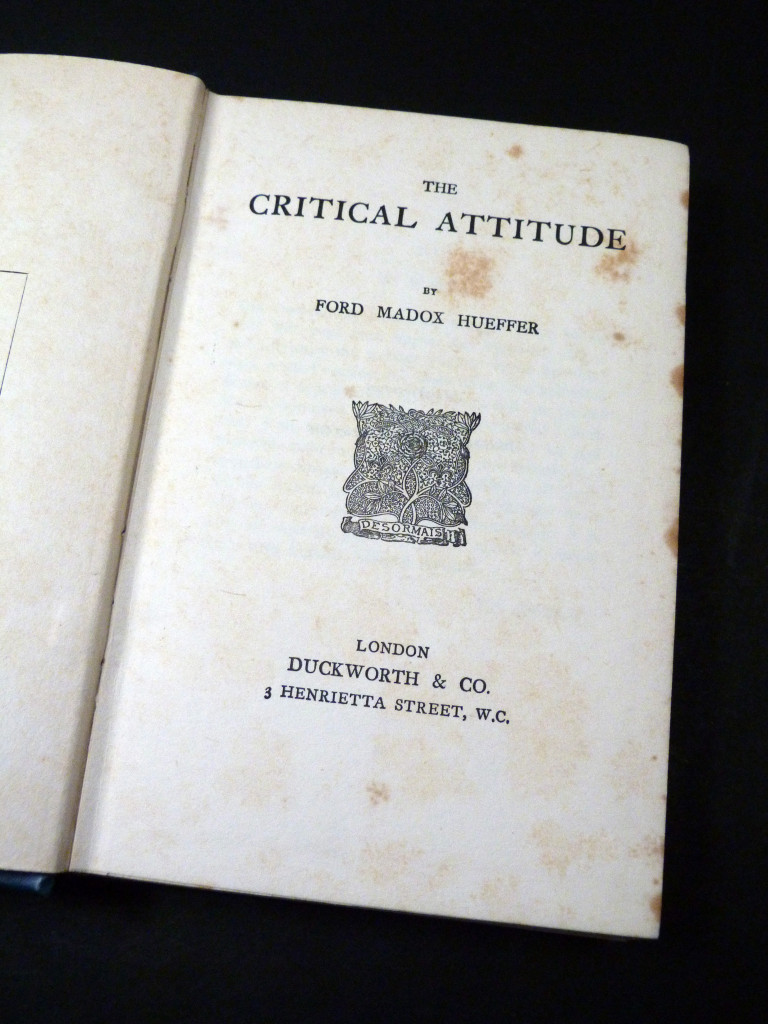 THE
CRITICAL ATTITUDE
BY
FORD MADOX HUEFFER
DESORMAIS
LONDON
DUCKWORTH & CO.
3 HENRIETTA STREET, W.C.